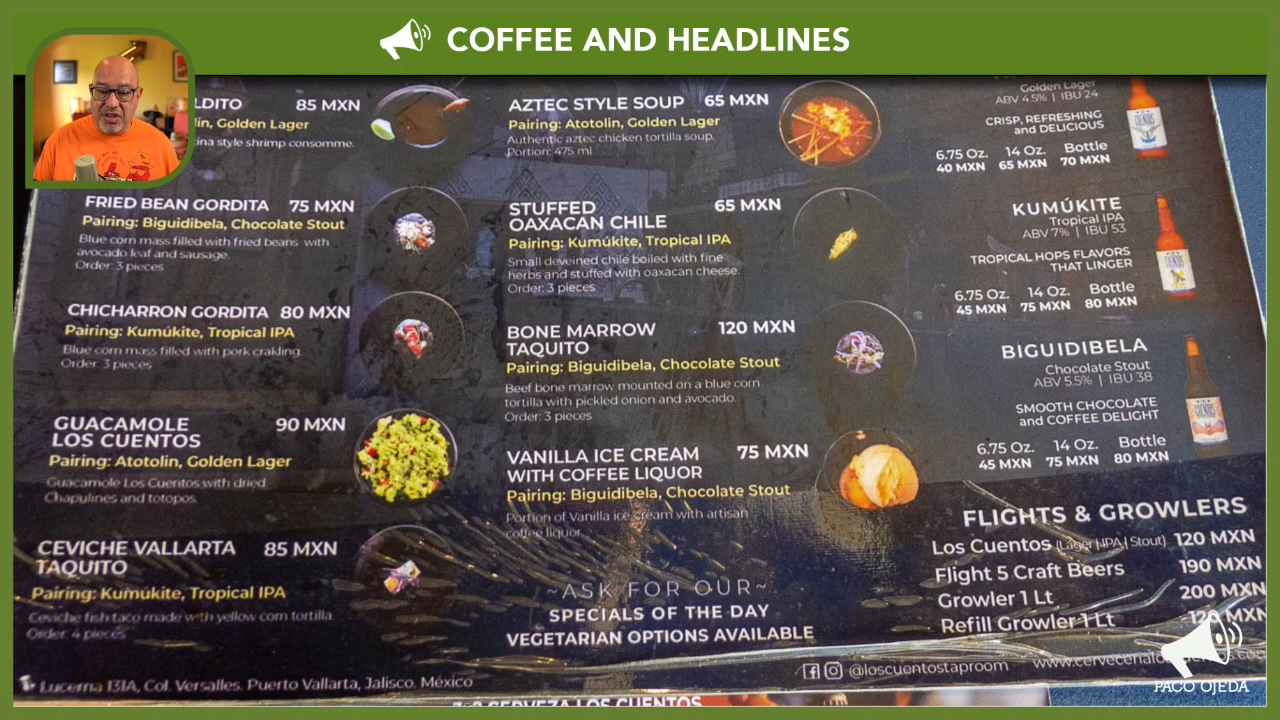 COFFEE AND HEADLINES
LDITO 85 MXN
lin, Golden Lager
ina style shrimp consomme.
FRIED BEAN GORDITA 75 MXN
Pairing: Biguidibela, Chocolate Stout
Blue corn mass filled with fried beans with
avocado leaf and sausage.
Order: 3 pieces
CHICHARRON GORDITA 80 MXN
Pairing: Kumúkite, Tropical IPA
Blue corn mass filled with pork crakling.
Order: 3 pieces
GUACAMOLE 90 MXN
LOS CUENTOS
Pairing: Atotolin, Golden Lager
Guacamole Los Cuentos with dried
Chapulines and totopos.
CEVICHE VALLARTA 85 MXN
TAQUITO
Pairing: Kumúkite, Tropical IPA
Ceviche fish taco made with yellow corn tortilla.
Order: 4 pieces
AZTEC STYLE SOUP 65 MXN
Pairing: Atotolin, Golden Lager
Authentic aztec chicken tortilla soup.
Portion: 475 ml
STUFFED 65 MXN
OAXACAN CHILE
Pairing: Kumúkite, Tropical IPA
Small deveined chile boiled with fine
herbs and stuffed with oaxacan cheese.
Order: 3 pieces
BONE MARROW 120 MXN
TAQUITO
Pairing: Biguidibela, Chocolate Stout
Beef bone marrow mounted on a blue corn
tortilla with pickled onion and avocado.
Order: 3 pieces
VANILLA ICE CREAM 75 MXN
WITH COFFEE LIQUOR
Pairing: Biguidibela, Chocolate Stout
Portion of Vanilla ice cream with artisan
coffee liquor
~ASK FOR OUR~
SPECIALS OF THE DAY
VEGETARIAN OPTIONS AVAILABLE
Golden Lager
ABV 4.5% | IBU 24
CRISP, REFRESHING
and DELICIOUS
6.75 Oz. 14 Oz. Bottle
40 MXN 65 MXN 70 MXN
KUMÚKITE
Tropical IPA
ABV 7% | IBU 53
TROPICAL HOPS FLAVORS
THAT LINGER
6.75 Oz. 14 Oz. Bottle
45 MXN 75 MXN 80 MXN
BIGUIDIBELA
Chocolate Stout
ABV 5.5% | IBU 38
SMOOTH CHOCOLATE
and COFFEE DELIGHT
6.75 Oz. 14 Oz. Bottle
45 MXN 75 MXN 80 MXN
FLIGHTS & GROWLERS
Los Cuentos (Lager | IPA | Stout) 120 MXN
Flight 5 Craft Beers 190 MXN
Growler 1 Lt 200 MXN
Refill Growler 1 Lt 120 MXN
@loscuentostaproom
Lucerna 131A, Col. Versalles. Puerto Vallarta, Jalisco. México
CERVEZA LOS CUENTOS
PACO OJEDA